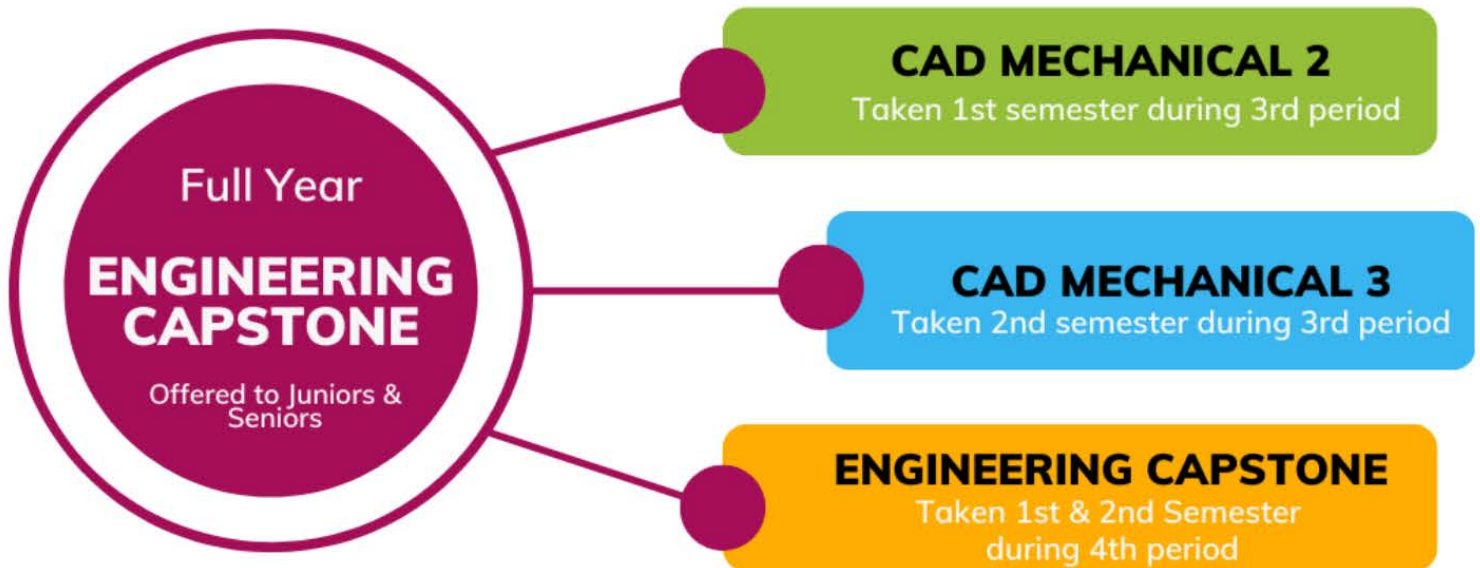 Full Year
ENGINEERING
CAPSTONE
Offered to Juniors &
Seniors
CAD MECHANICAL 2
Taken 1st semester during 3rd period
CAD MECHANICAL 3
Taken 2nd semester during 3rd period
ENGINEERING CAPSTONE
Taken 1st & 2nd Semester
during 4th period